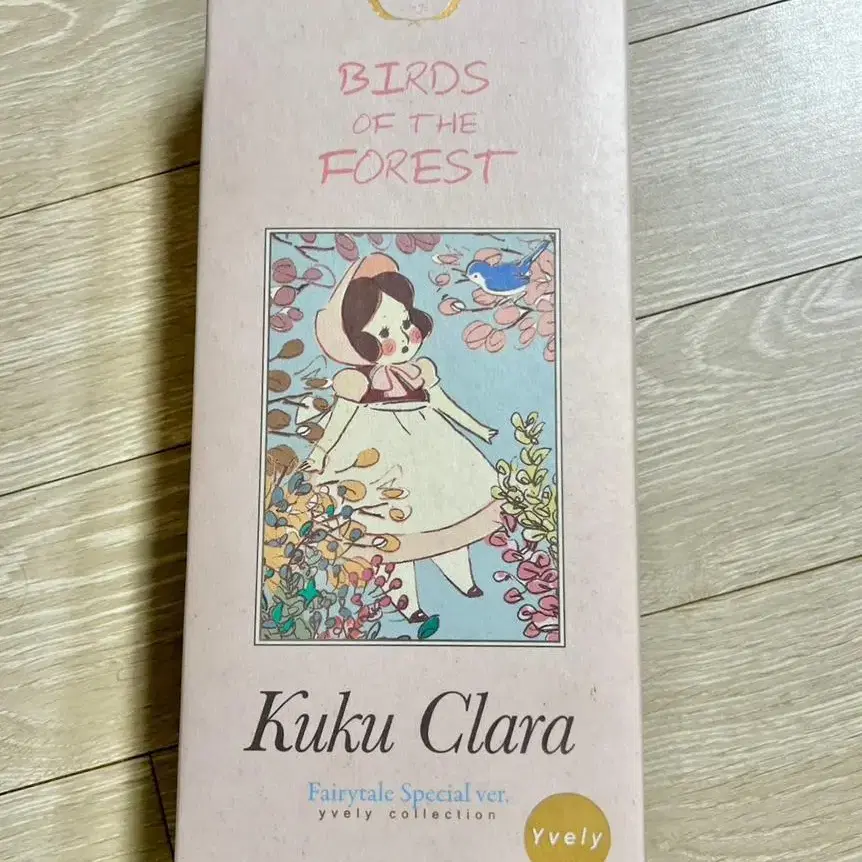 BIRDS
OF THE
FOREST
Kuku Clara
Fairytale Special ver.
yvely collection
Yvely